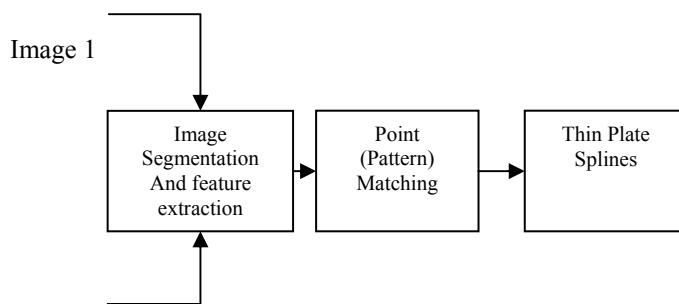 Image 1
Image
Segmentation
And feature
extraction
Point
(Pattern)
Matching
Thin Plate
Splines